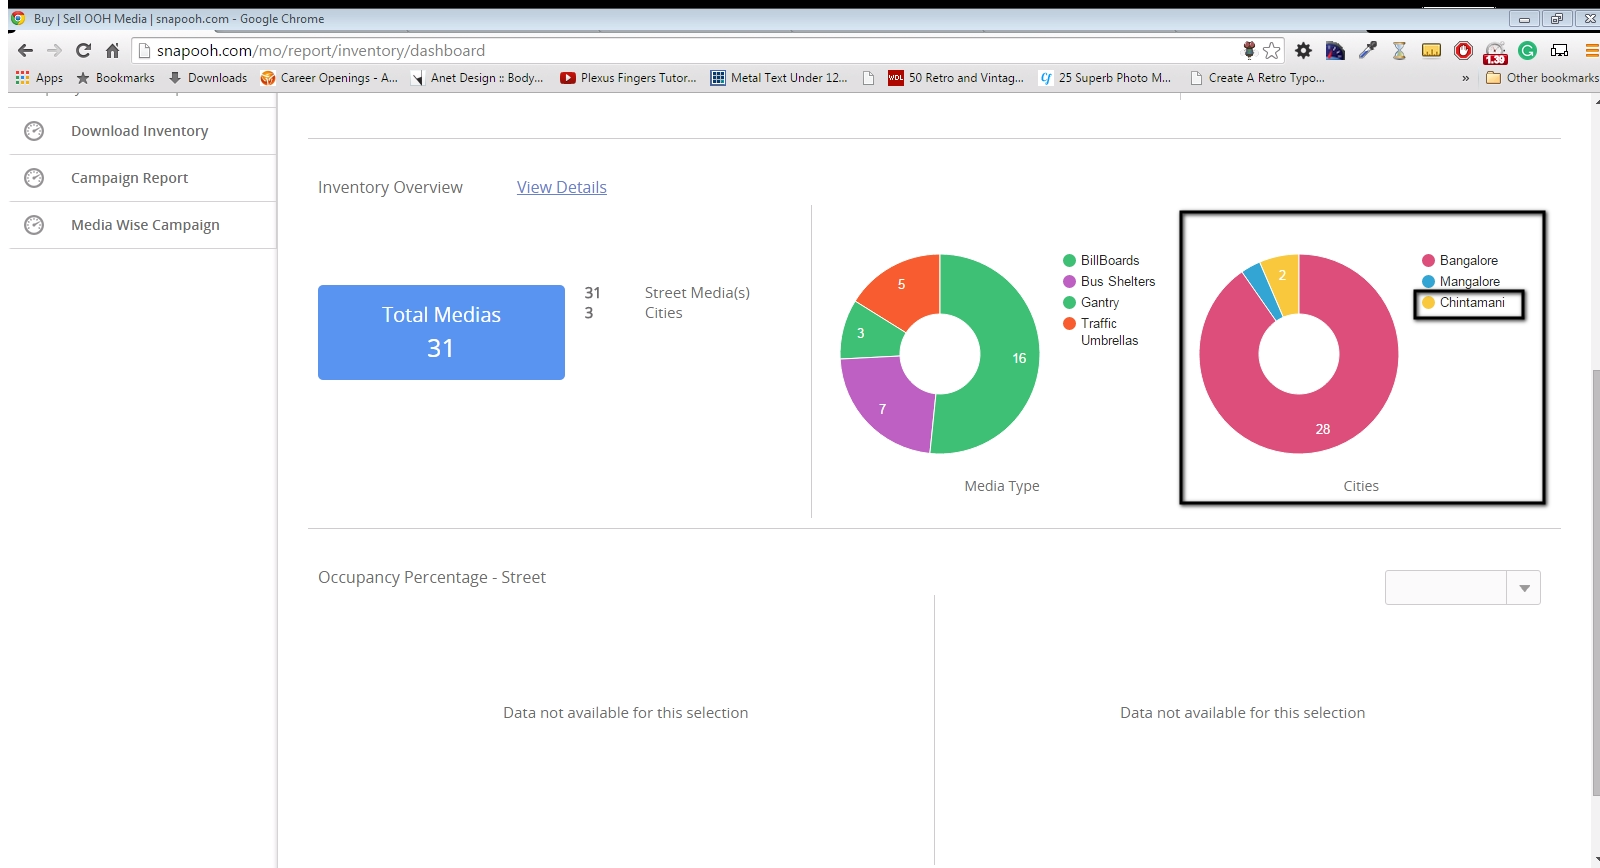 Buy | Sell OOH Media | snapooh.com - Google Chrome
snapooh.com/mo/report/inventory/dashboard
1.39
Apps Bookmarks Downloads Career Openings - A... Anet Design :: Body... Plexus Fingers Tutor... Metal Text Under 12... WDL 50 Retro and Vintag... Cf 25 Superb Photo M... Create A Retro Typo... » Other bookmarks
Download Inventory
Campaign Report
Media Wise Campaign
Inventory Overview View Details
Total Medias
31
31 Street Media(s)
3 Cities
5
3
7
16
BillBoards
Bus Shelters
Gantry
Traffic
Umbrellas
Media Type
2
28
Bangalore
Mangalore
Chintamani
Cities
Occupancy Percentage - Street
Data not available for this selection
Data not available for this selection